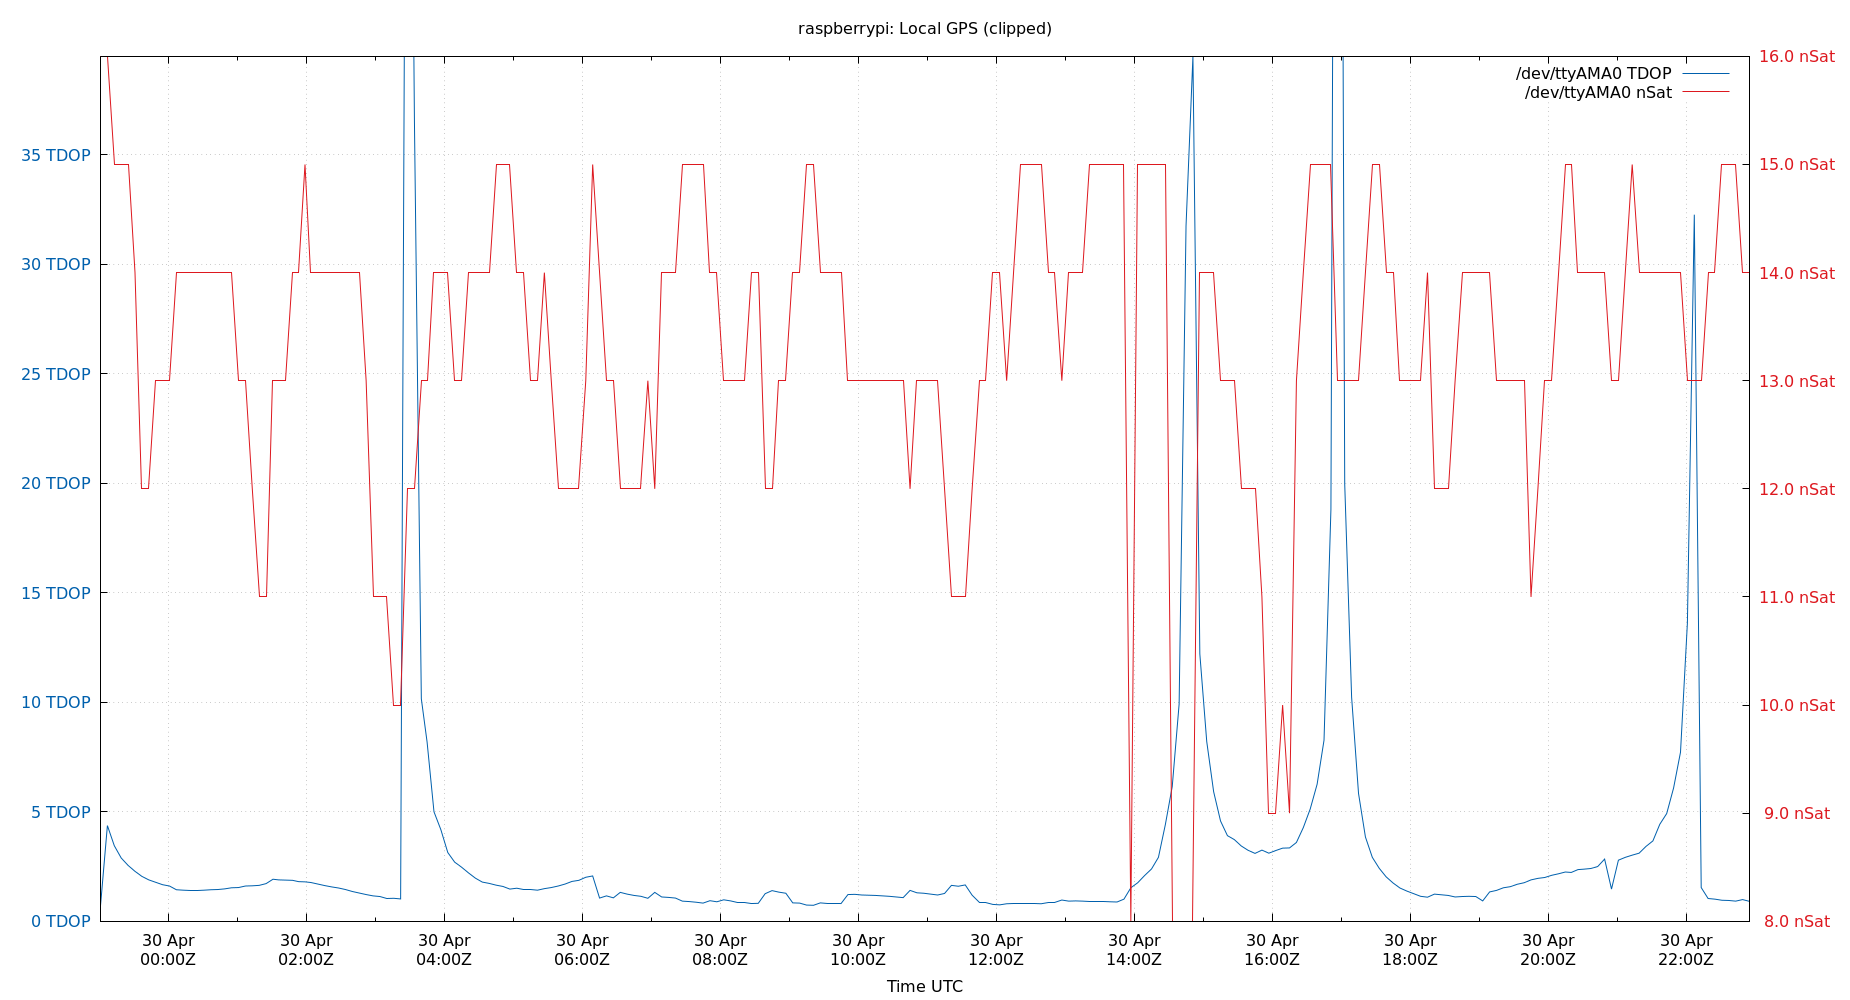 raspberrypi: Local GPS (clipped)
/dev/ttyAMA0 TDOP
/dev/ttyAMA0 nSat
35 TDOP
30 TDOP
25 TDOP
20 TDOP
15 TDOP
10 TDOP
5 TDOP
0 TDOP
16.0 nSat
15.0 nSat
14.0 nSat
13.0 nSat
12.0 nSat
11.0 nSat
10.0 nSat
9.0 nSat
8.0 nSat
30 Apr 30 Apr 30 Apr 30 Apr 30 Apr 30 Apr 30 Apr 30 Apr 30 Apr 30 Apr 30 Apr 30 Apr
00:00Z 02:00Z 04:00Z 06:00Z 08:00Z 10:00Z 12:00Z 14:00Z 16:00Z 18:00Z 20:00Z 22:00Z
Time UTC